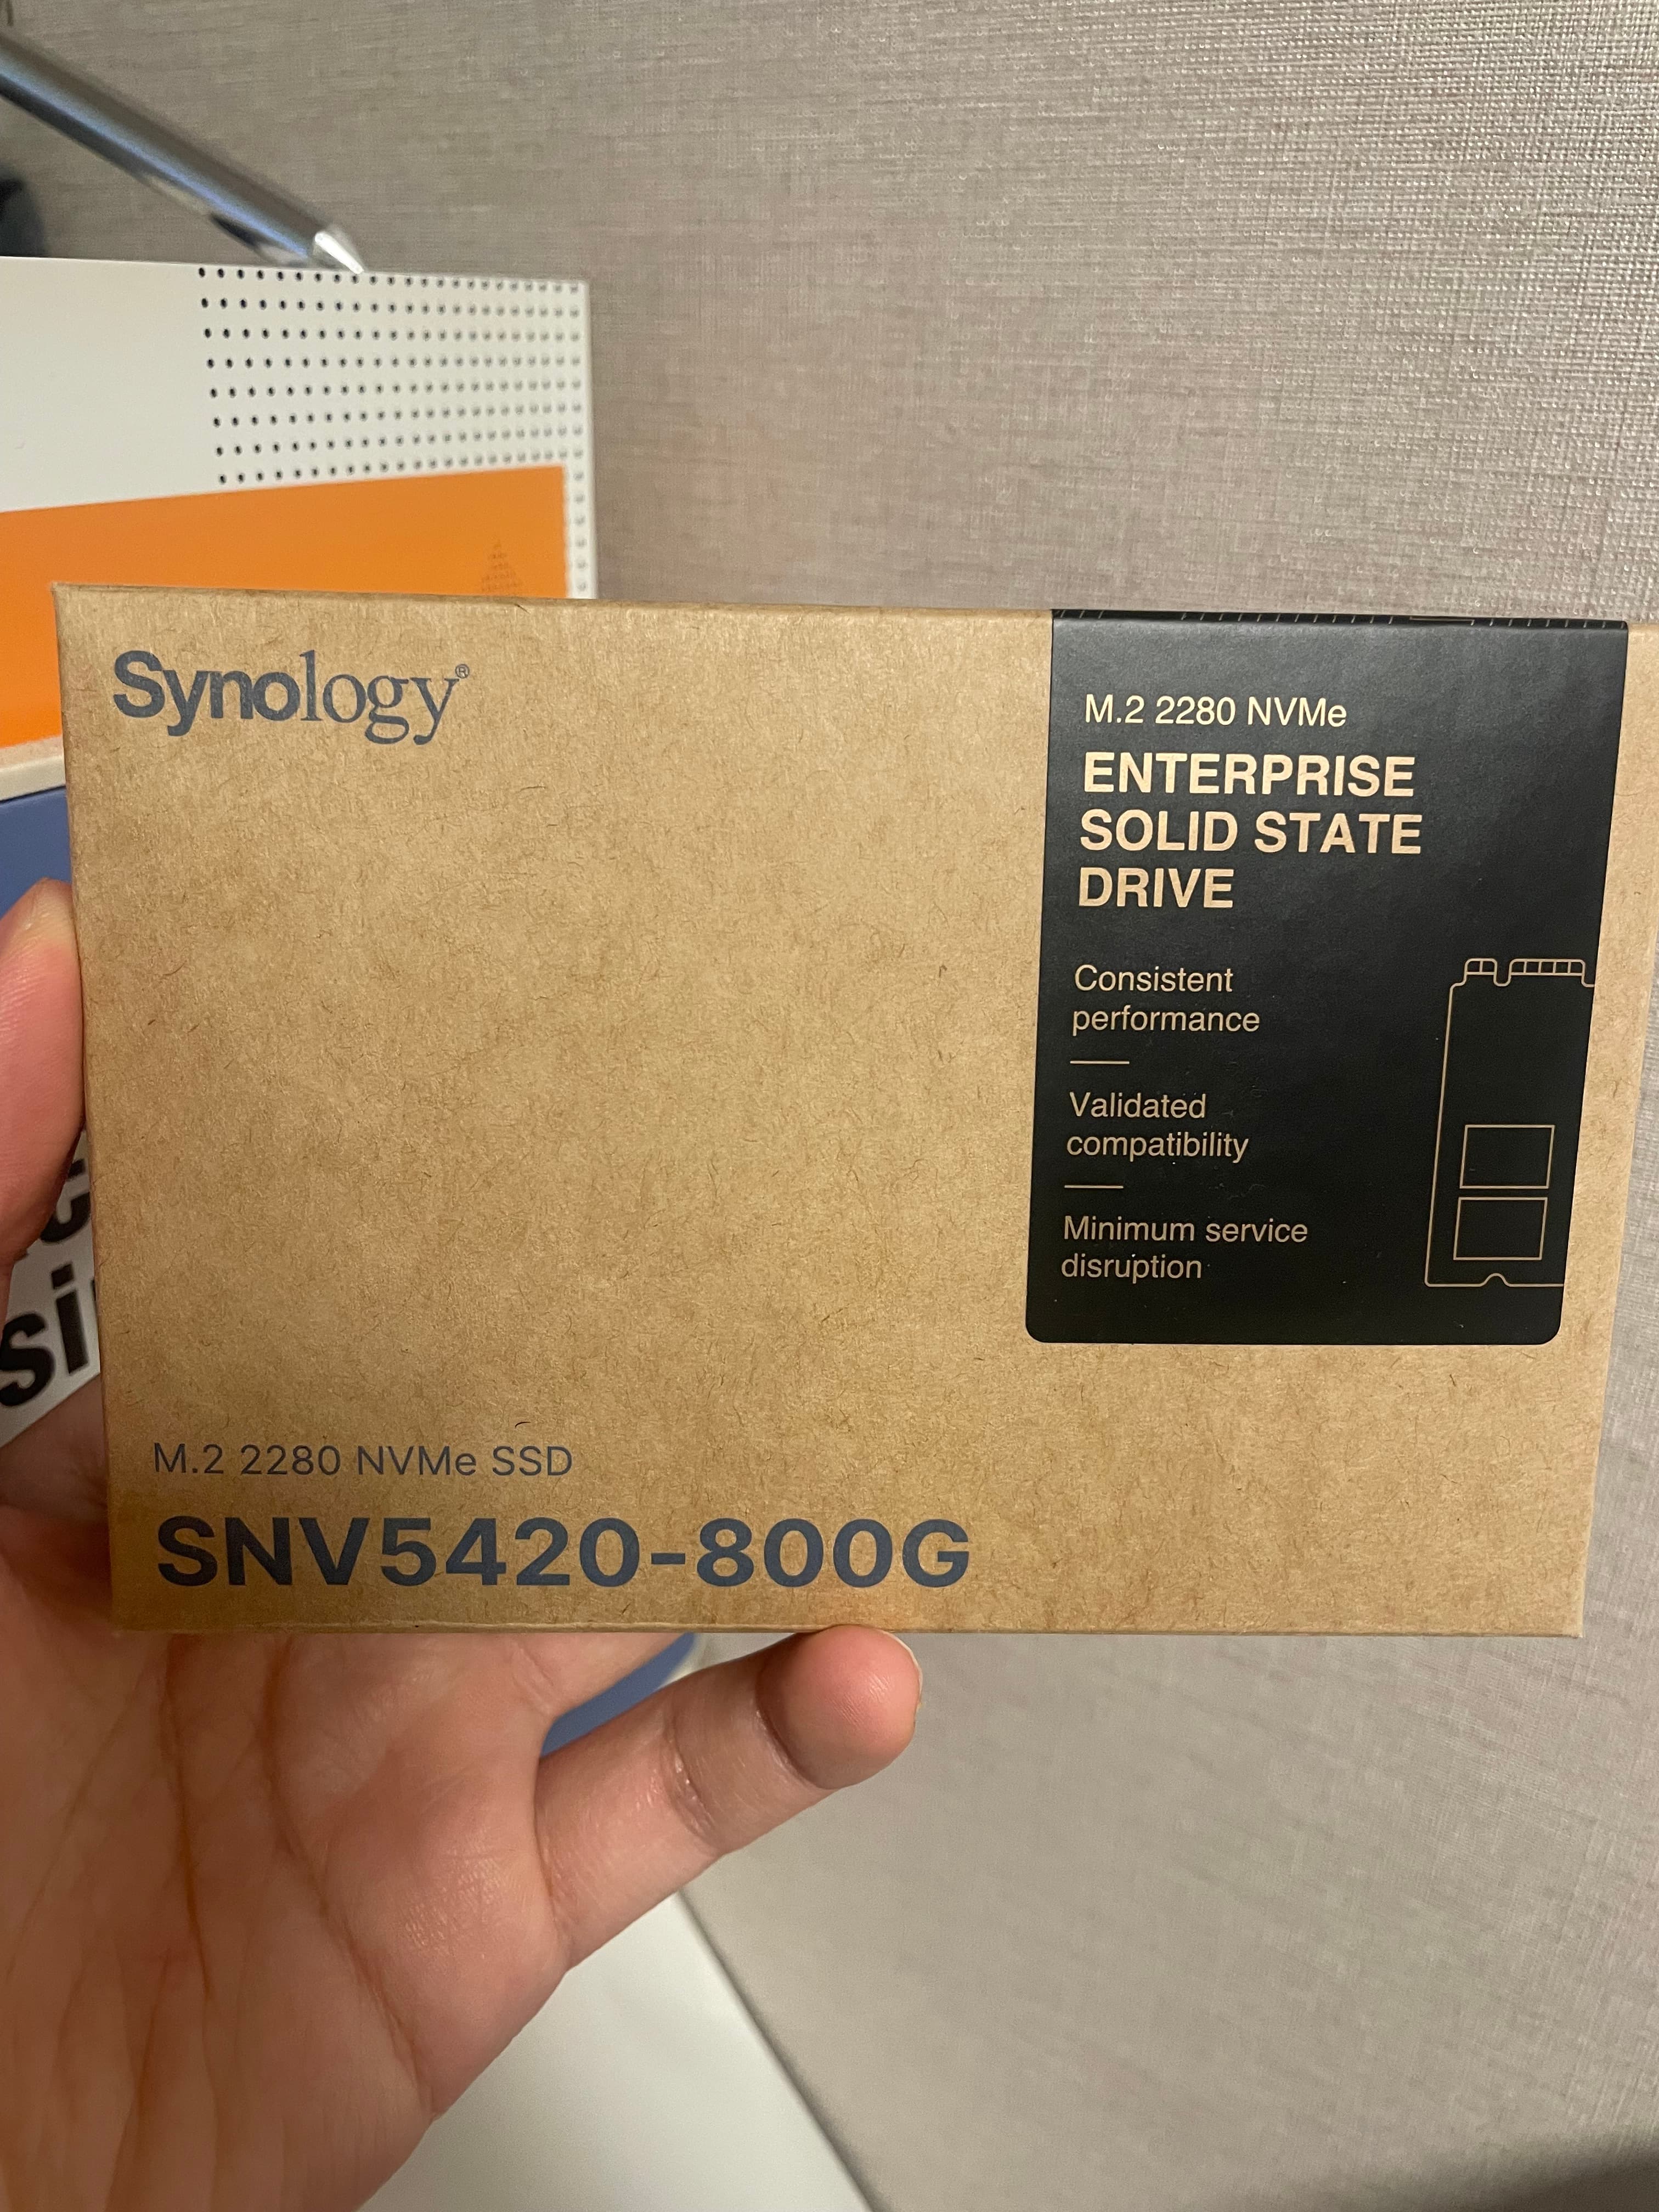 Synology®
M.2 2280 NVMe
ENTERPRISE
SOLID STATE
DRIVE
Consistent
performance
Validated
compatibility
Minimum service
disruption
M.2 2280 NVMe SSD
SNV5420-800G